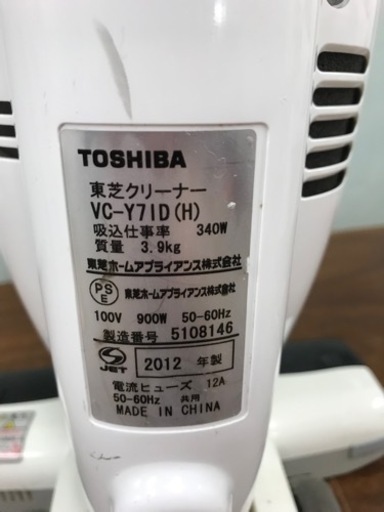 TOSHIBA
東芝クリーナー
VC-Y71D(H)
吸込仕事率 340W
質量 3.9kg
東芝ホームアプライアンス株式会社
PS
E 東芝ホームアプライアンス株式会社
100V 900W 50-60Hz
製造番号 5108146
JET 2012 年製
電流ヒューズ 12A
50-60Hz 共用
MADE IN CHINA